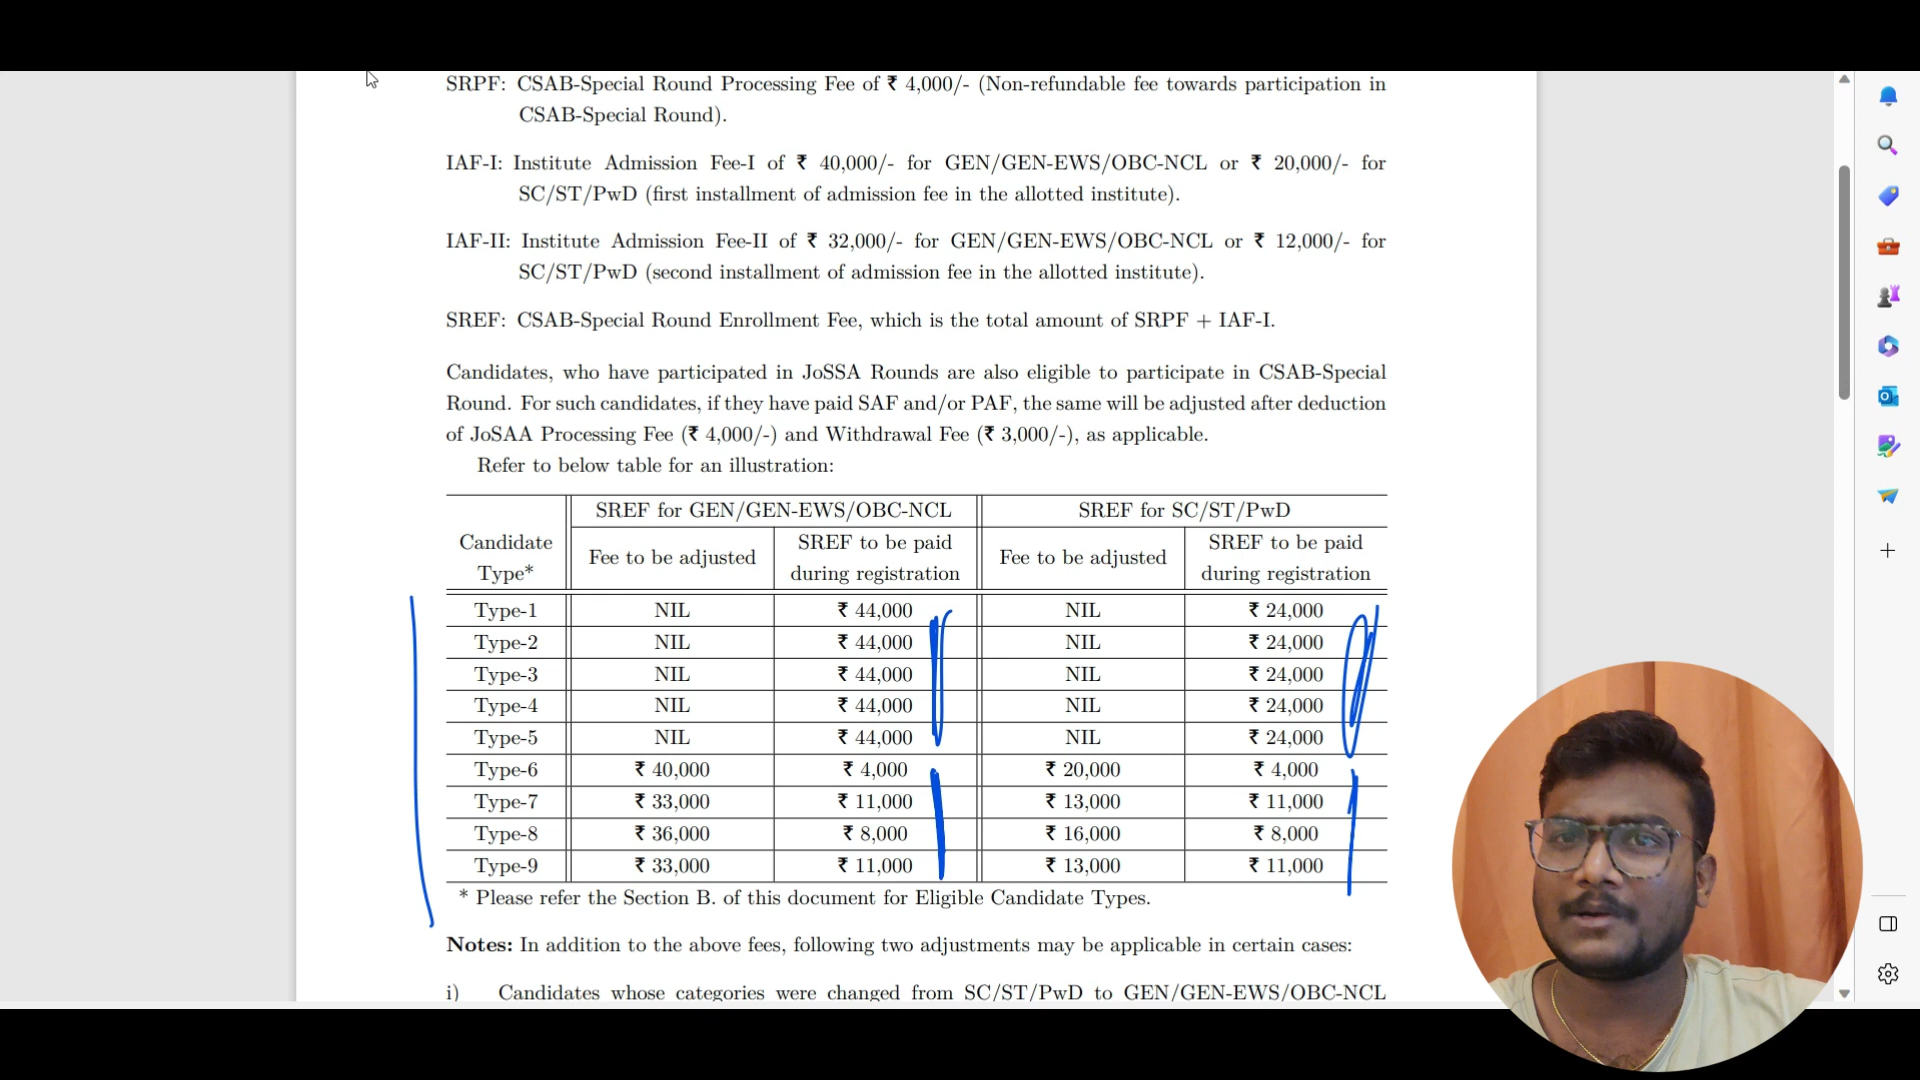 SRPF: CSAB-Special Round Processing Fee of ₹ 4,000/- (Non-refundable fee towards participation in
CSAB-Special Round).
IAF-I: Institute Admission Fee-I of ₹ 40,000/- for GEN/GEN-EWS/OBC-NCL or ₹ 20,000/- for
SC/ST/PwD (first installment of admission fee in the allotted institute).
IAF-II: Institute Admission Fee-II of ₹ 32,000/- for GEN/GEN-EWS/OBC-NCL or ₹ 12,000/- for
SC/ST/PwD (second installment of admission fee in the allotted institute).
SREF: CSAB-Special Round Enrollment Fee, which is the total amount of SRPF + IAF-I.
Candidates, who have participated in JoSSA Rounds are also eligible to participate in CSAB-Special
Round. For such candidates, if they have paid SAF and/or PAF, the same will be adjusted after deduction
of JoSAA Processing Fee (₹ 4,000/-) and Withdrawal Fee (₹ 3,000/-), as applicable.
Refer to below table for an illustration:
SREF for GEN/GEN-EWS/OBC-NCL SREF for SC/ST/PwD
Candidate Type* Fee to be adjusted SREF to be paid during registration Fee to be adjusted SREF to be paid during registration
Type-1 NIL ₹ 44,000 NIL ₹ 24,000
Type-2 NIL ₹ 44,000 NIL ₹ 24,000
Type-3 NIL ₹ 44,000 NIL ₹ 24,000
Type-4 NIL ₹ 44,000 NIL ₹ 24,000
Type-5 NIL ₹ 44,000 NIL ₹ 24,000
Type-6 ₹ 40,000 ₹ 4,000 ₹ 20,000 ₹ 4,000
Type-7 ₹ 33,000 ₹ 11,000 ₹ 13,000 ₹ 11,000
Type-8 ₹ 36,000 ₹ 8,000 ₹ 16,000 ₹ 8,000
Type-9 ₹ 33,000 ₹ 11,000 ₹ 13,000 ₹ 11,000
* Please refer the Section B. of this document for Eligible Candidate Types.
Notes: In addition to the above fees, following two adjustments may be applicable in certain cases:
i) Candidates whose categories were changed from SC/ST/PwD to GEN/GEN-EWS/OBC-NCL